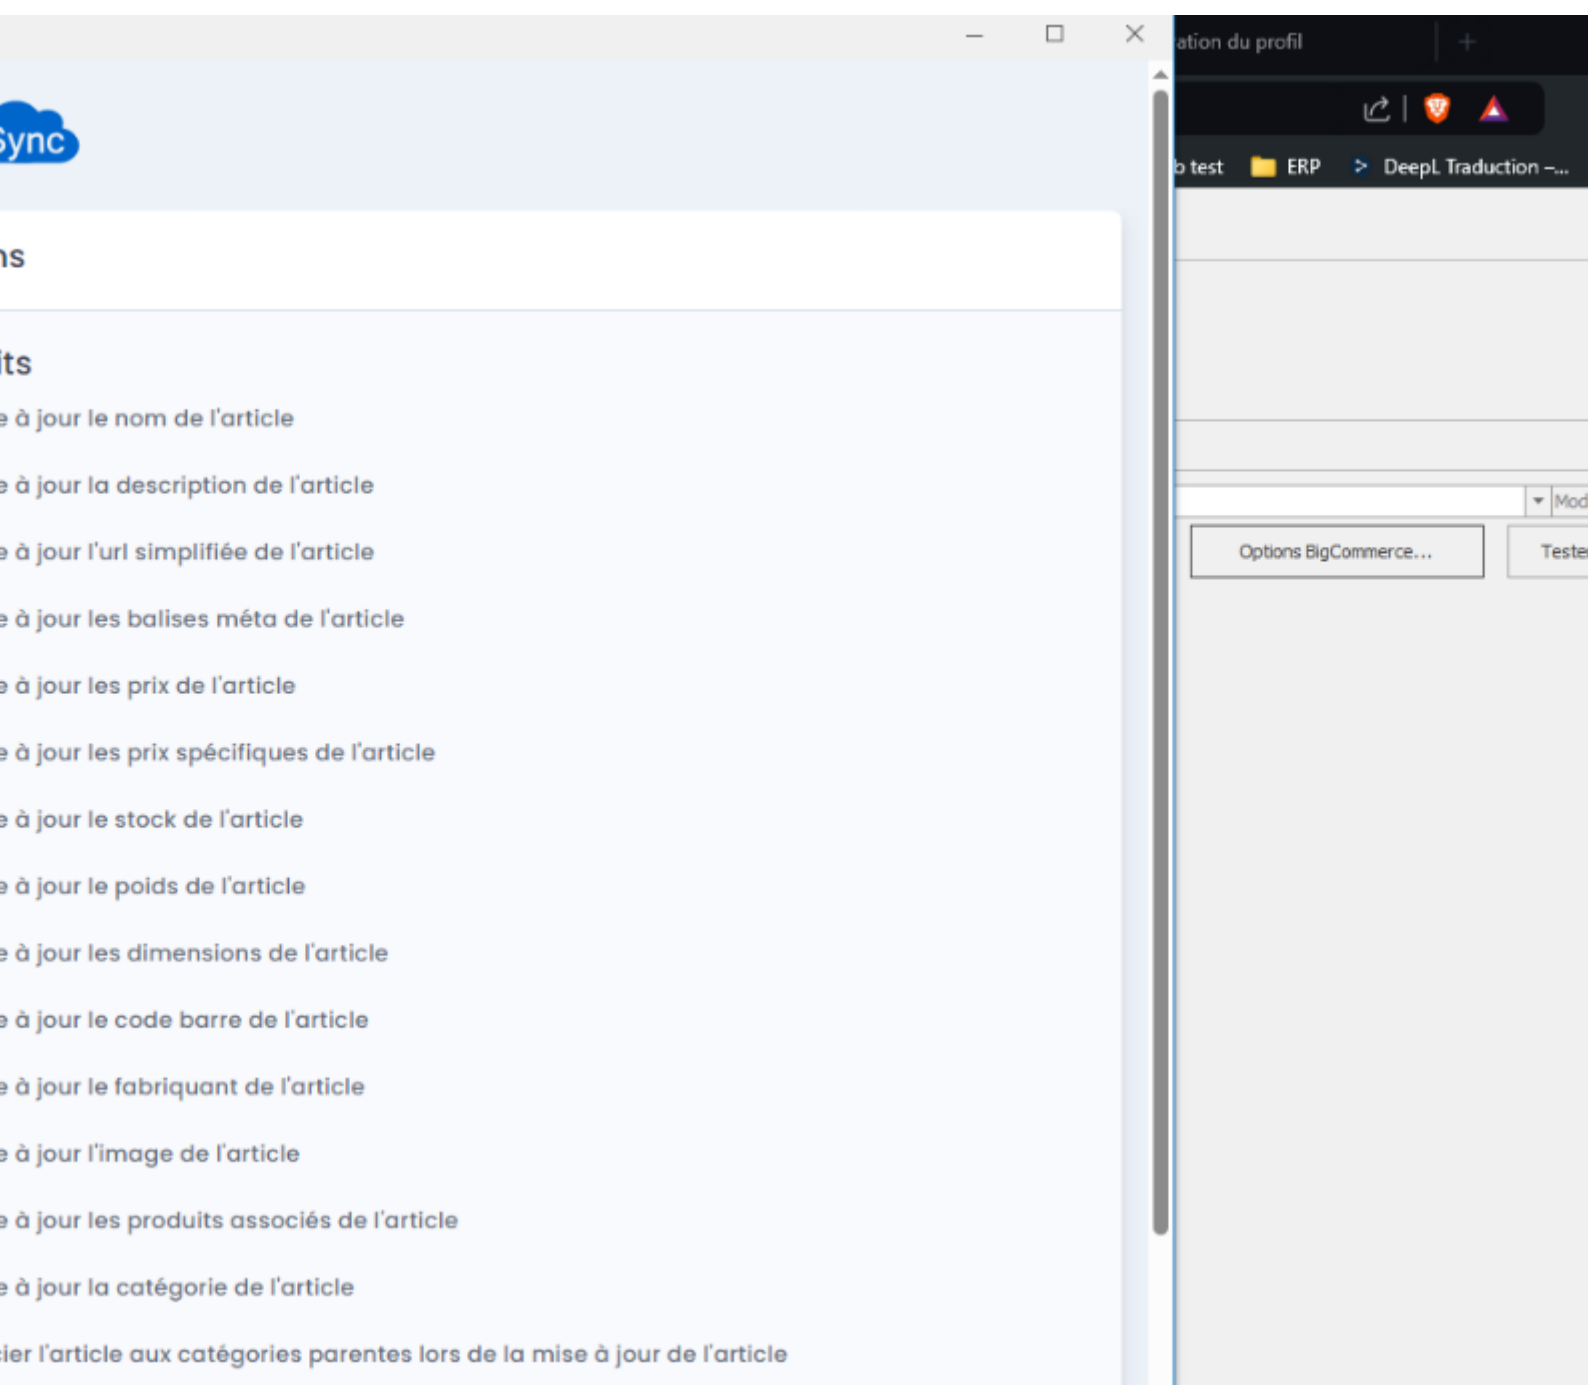 ation du profil
Sync
test
ERP
DeepL Traduction –...
à jour le nom de l'article
à jour la description de l'article
à jour l'url simplifiée de l'article
à jour les balises méta de l'article
à jour les prix de l'article
à jour les prix spécifiques de l'article
à jour le stock de l'article
à jour le poids de l'article
à jour les dimensions de l'article
à jour le code barre de l'article
à jour le fabriquant de l'article
à jour l'image de l'article
à jour les produits associés de l'article
à jour la catégorie de l'article
l'article aux catégories parentes lors de la mise à jour de l'article
Mod
Options BigCommerce...
Tester